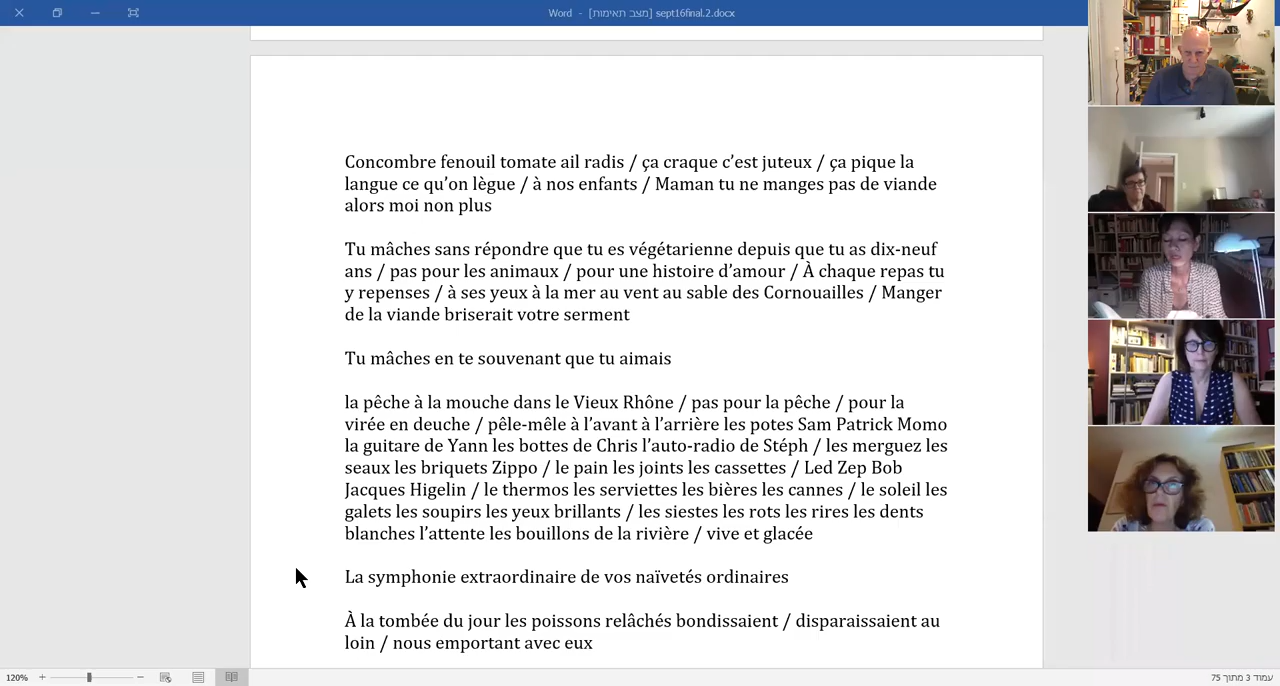 sept16final.2.docx [מצב תאימות] - Word
Concombre fenouil tomate ail radis / ça craque c’est juteux / ça pique la
langue ce qu’on lègue / à nos enfants / Maman tu ne manges pas de viande
alors moi non plus
Tu mâches sans répondre que tu es végétarienne depuis que tu as dix-neuf
ans / pas pour les animaux / pour une histoire d’amour / À chaque repas tu
y repenses / à ses yeux à la mer au vent au sable des Cornouailles / Manger
de la viande briserait votre serment
Tu mâches en te souvenant que tu aimais
la pêche à la mouche dans le Vieux Rhône / pas pour la pêche / pour la
virée en deuche / pêle-mêle à l’avant à l’arrière les potes Sam Patrick Momo
la guitare de Yann les bottes de Chris l’auto-radio de Stéph / les merguez les
seaux les briquets Zippo / le pain les joints les cassettes / Led Zep Bob
Jacques Higelin / le thermos les serviettes les bières les cannes / le soleil les
galets les soupirs les yeux brillants / les siestes les rots les rires les dents
blanches l’attente les bouillons de la rivière / vive et glacée
La symphonie extraordinaire de vos naïvetés ordinaires
À la tombée du jour les poissons relâchés bondissaient / disparaissaient au
loin / nous emportant avec eux
120%
עמוד 3 מתוך 75